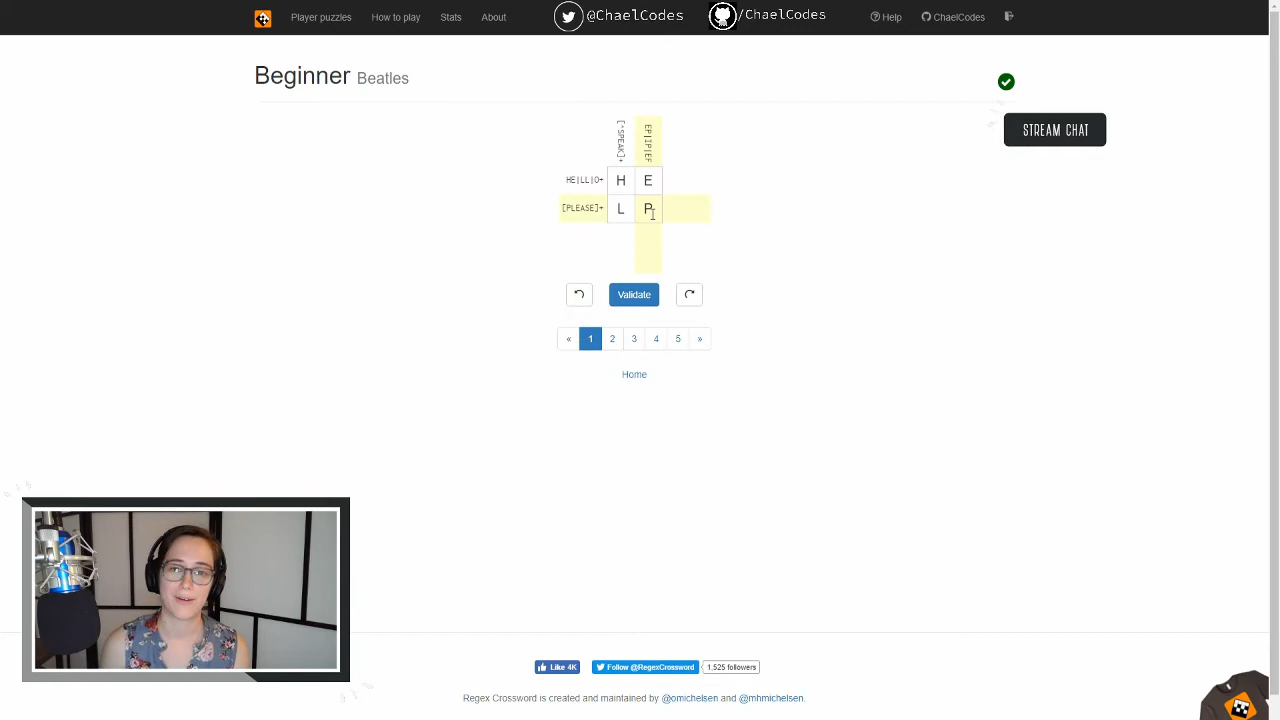 Player puzzles How to play Stats About @ChaelCodes /ChaelCodes Help ChaelCodes
Beginner Beatles
STREAM CHAT
[^SPEAK]+ EP|IP|EF
HE|LL|O+ H E
[PLEASE]+ L P
Validate
« 1 2 3 4 5 »
Home
Like 4K Follow @RegexCrossword 1,525 followers
Regex Crossword is created and maintained by @omichelsen and @mhmichelsen.